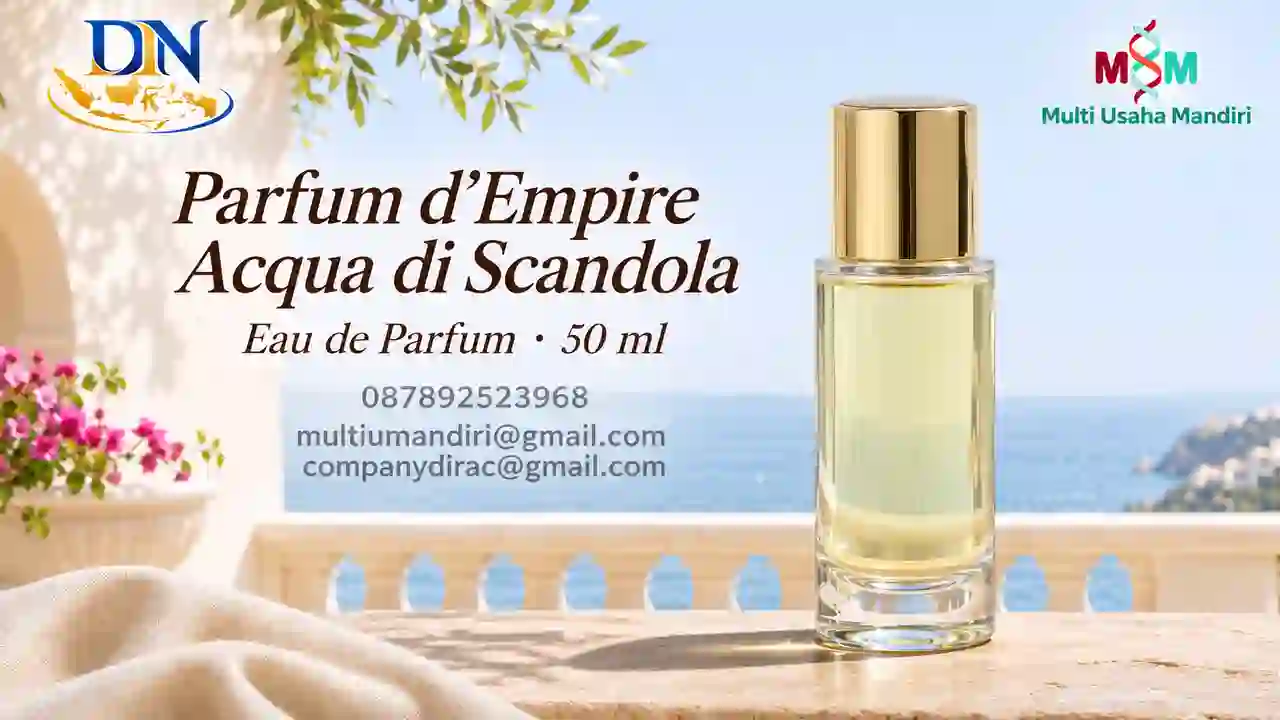 DN
MSM
Multi Usaha Mandiri
Parfum d'Empire
Acqua di Scandola
Eau de Parfum · 50 ml
087892523968
multiumandiri@gmail.com
companydirac@gmail.com